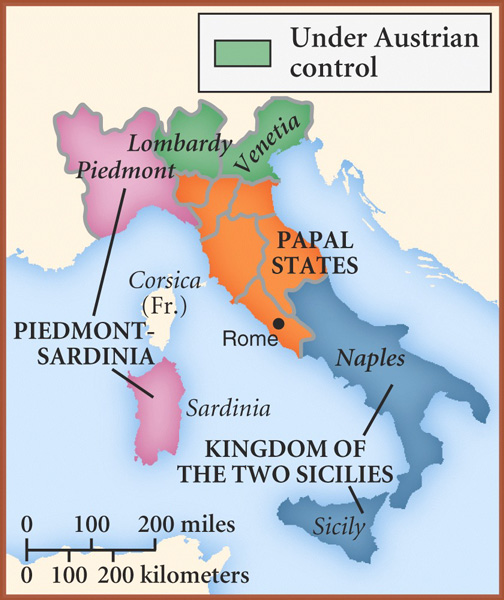 Under Austrian
control
Lombardy
Venetia
Piedmont
PAPAL
STATES
Corsica
(Fr.)
Rome
PIEDMONT-
SARDINIA
Naples
Sardinia
KINGDOM OF
THE TWO SICILIES
Sicily
0 100 200 miles
0 100 200 kilometers